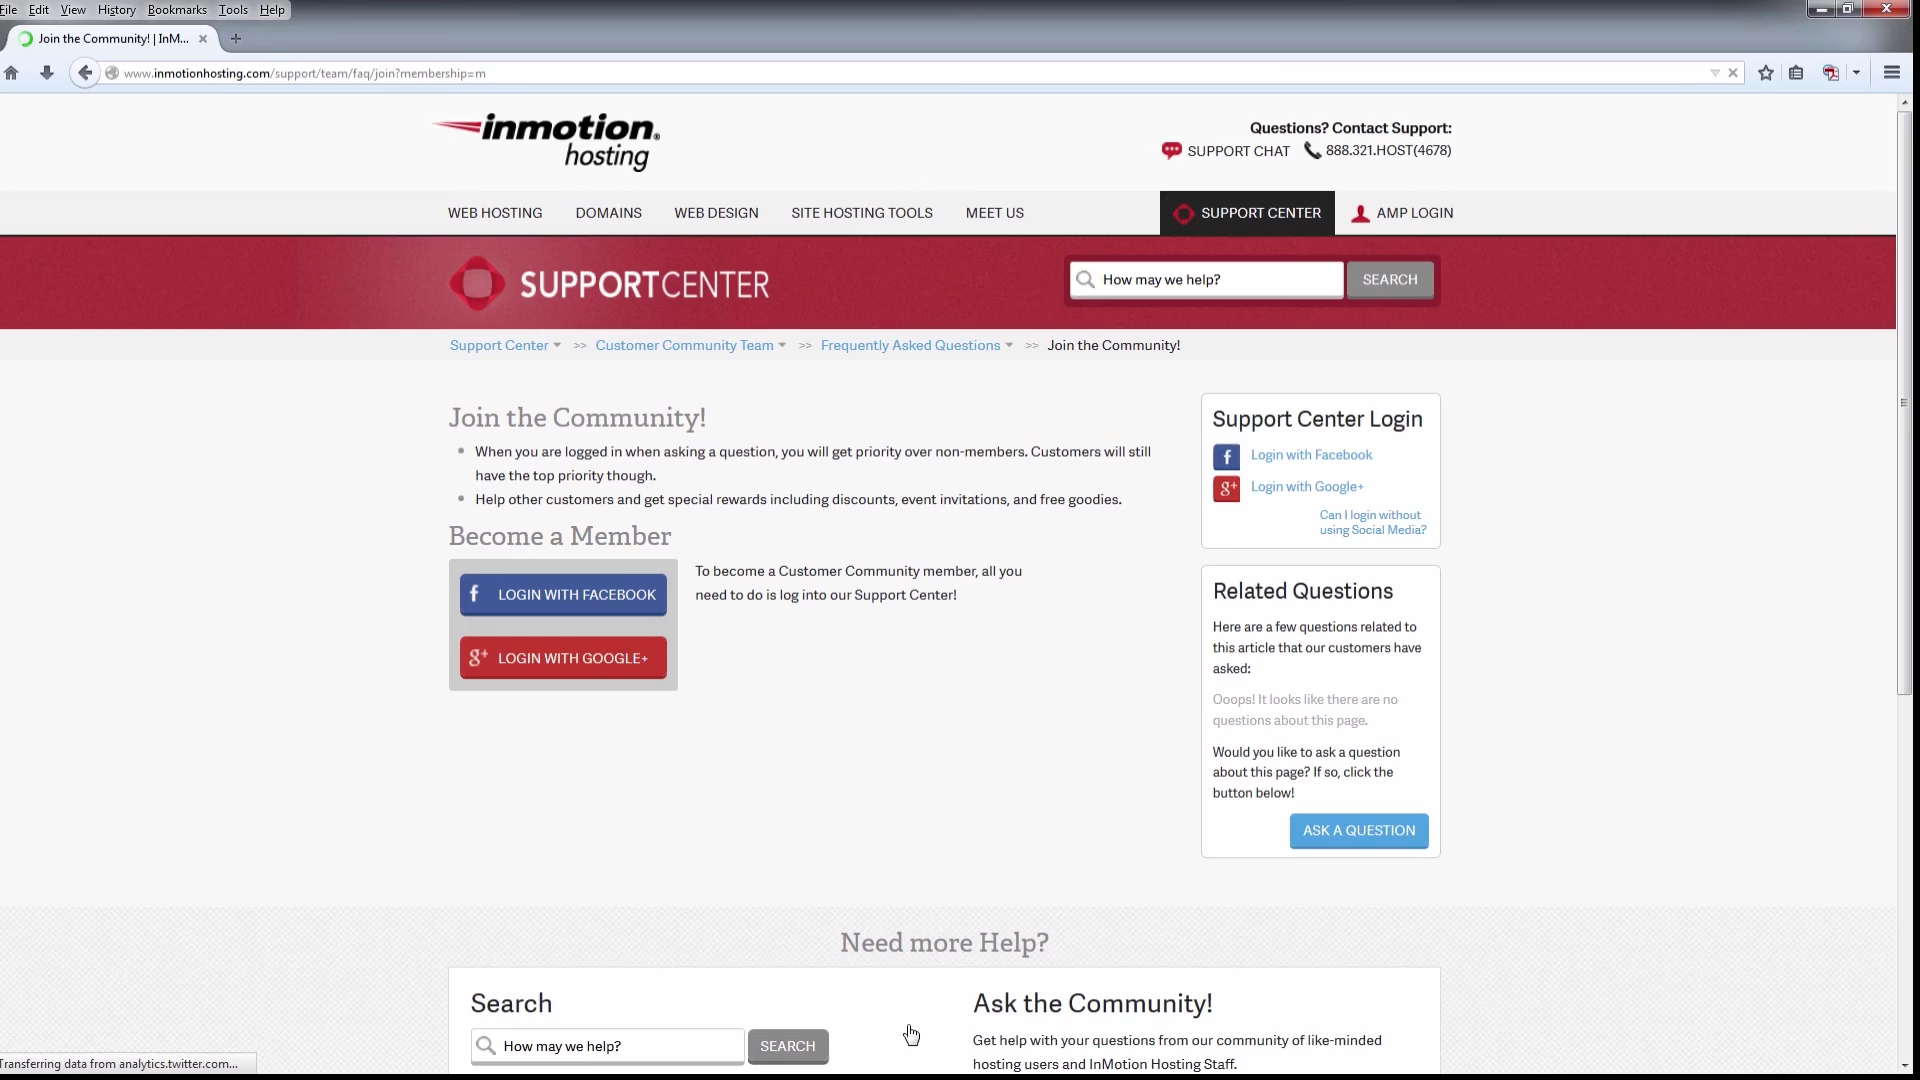 File Edit View History Bookmarks Tools Help
Join the Community! | InM...
www.inmotionhosting.com/support/team/faq/join?membership=m
inmotion
hosting
Questions? Contact Support:
SUPPORT CHAT 888.321.HOST(4678)
WEB HOSTING DOMAINS WEB DESIGN SITE HOSTING TOOLS MEET US SUPPORT CENTER AMP LOGIN
SUPPORTCENTER How may we help? SEARCH
Support Center >> Customer Community Team >> Frequently Asked Questions >> Join the Community!
Join the Community!
When you are logged in when asking a question, you will get priority over non-members. Customers will still
have the top priority though.
Help other customers and get special rewards including discounts, event invitations, and free goodies.
Become a Member
f LOGIN WITH FACEBOOK
g+ LOGIN WITH GOOGLE+
To become a Customer Community member, all you
need to do is log into our Support Center!
Support Center Login
f Login with Facebook
g+ Login with Google+
Can I login without
using Social Media?
Related Questions
Here are a few questions related to
this article that our customers have
asked:
Ooops! It looks like there are no
questions about this page.
Would you like to ask a question
about this page? If so, click the
button below!
ASK A QUESTION
Need more Help?
Search
How may we help? SEARCH
Ask the Community!
Get help with your questions from our community of like-minded
hosting users and InMotion Hosting Staff.
Transferring data from analytics.twitter.com...